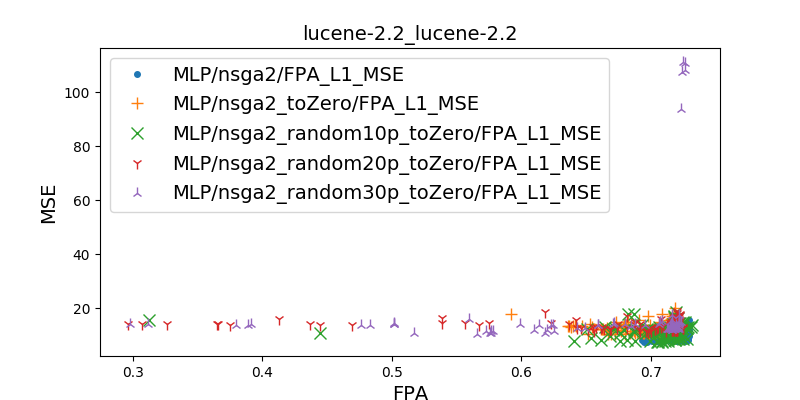 lucene-2.2_lucene-2.2
MLP/nsga2/FPA_L1_MSE
MLP/nsga2_toZero/FPA_L1_MSE
MLP/nsga2_random10p_toZero/FPA_L1_MSE
MLP/nsga2_random20p_toZero/FPA_L1_MSE
MLP/nsga2_random30p_toZero/FPA_L1_MSE
MSE
100
80
60
40
20
0.3 0.4 0.5 0.6 0.7
FPA